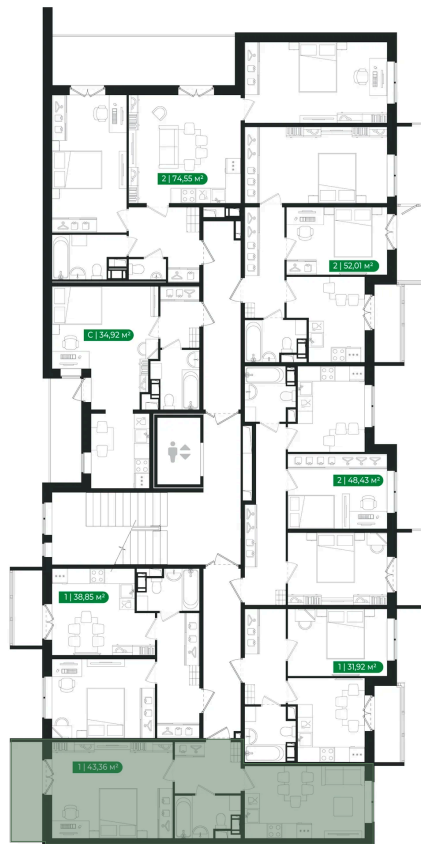 2 | 74,55 м²
2 | 52,01 м²
С | 34,92 м²
2 | 48,43 м²
1 | 38,85 м²
1 | 31,92 м²
1 | 43,36 м²